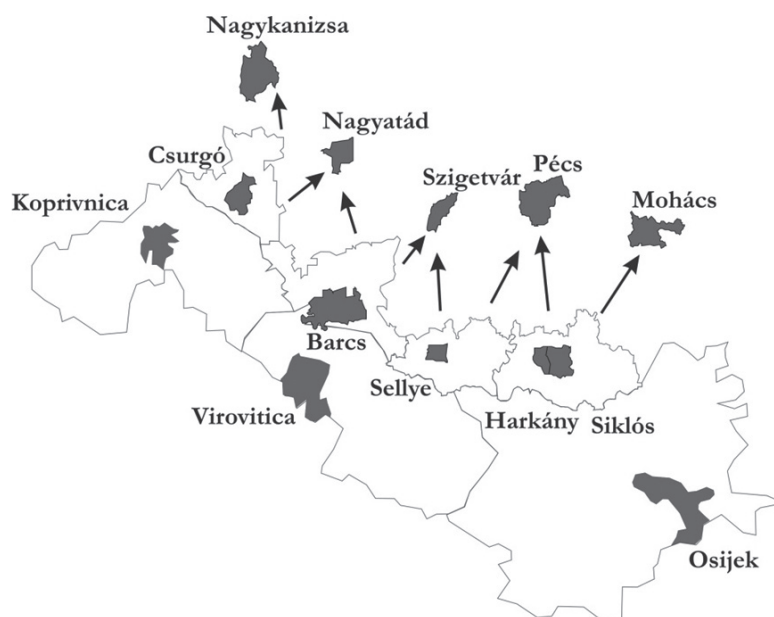 Nagykanizsa
Nagyatád
Csurgó
Szigetvár
Pécs
Mohács
Koprivnica
Barcs
Sellye
Virovitica
Harkány
Siklós
Osijek